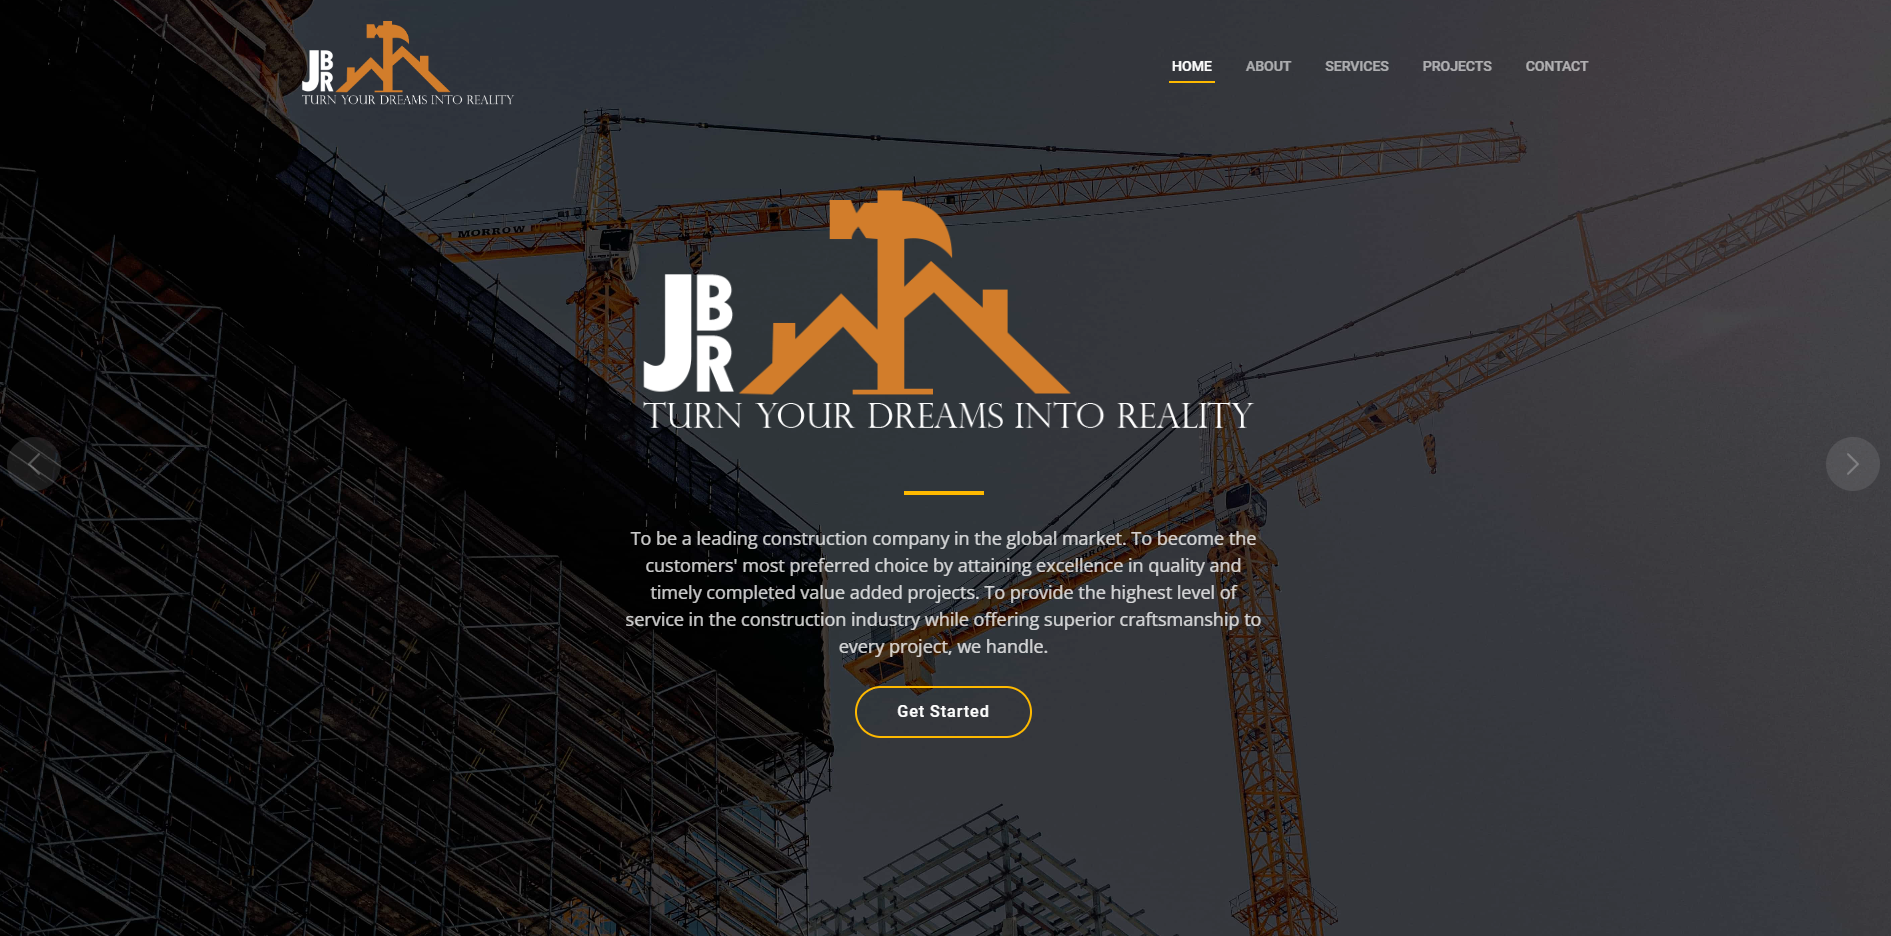 JBR
TURN YOUR DREAMS INTO REALITY
HOME ABOUT SERVICES PROJECTS CONTACT
MORROW
JBR
TURN YOUR DREAMS INTO REALITY
To be a leading construction company in the global market. To become the
customers' most preferred choice by attaining excellence in quality and
timely completed value added projects. To provide the highest level of
service in the construction industry while offering superior craftsmanship to
every project, we handle.
Get Started